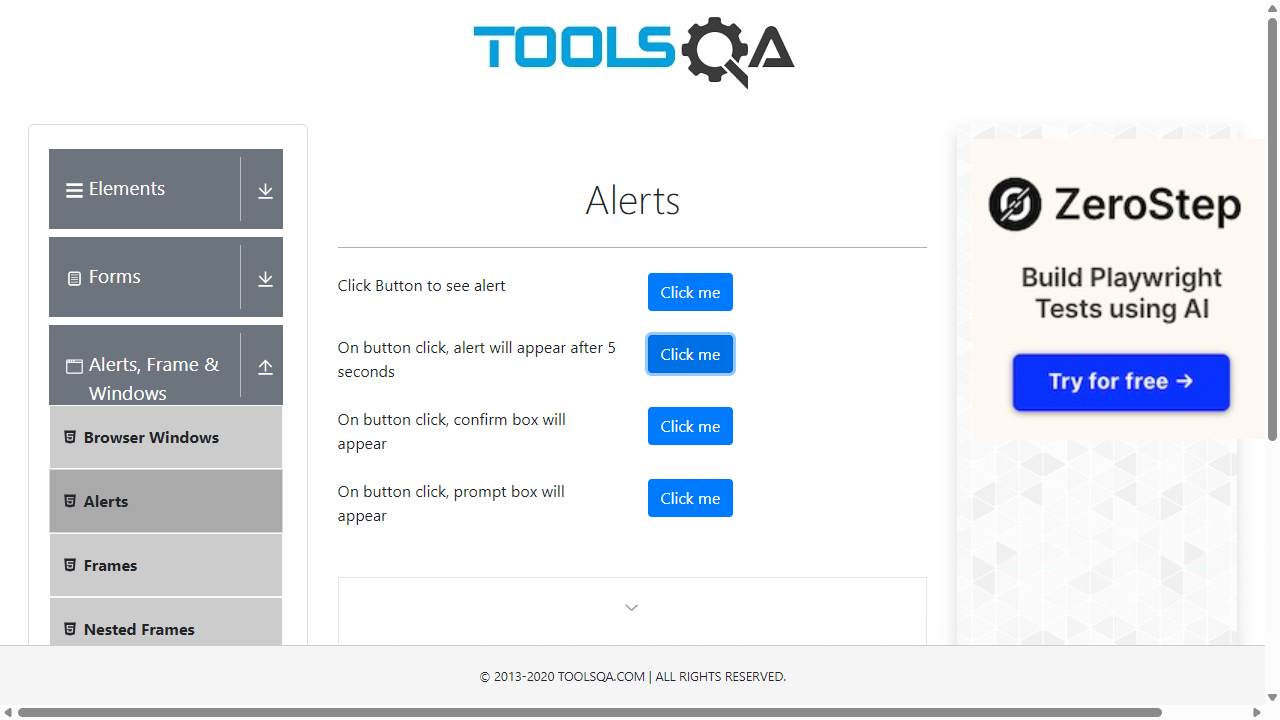 TOOLSQA
Elements
Forms
Alerts, Frame &
Windows
Browser Windows
Alerts
Frames
Nested Frames
Alerts
Click Button to see alert
Click me
On button click, alert will appear after 5
seconds
Click me
On button click, confirm box will
appear
Click me
On button click, prompt box will
appear
Click me
ZeroStep
Build Playwright
Tests using AI
Try for free →
© 2013-2020 TOOLSQA.COM | ALL RIGHTS RESERVED.